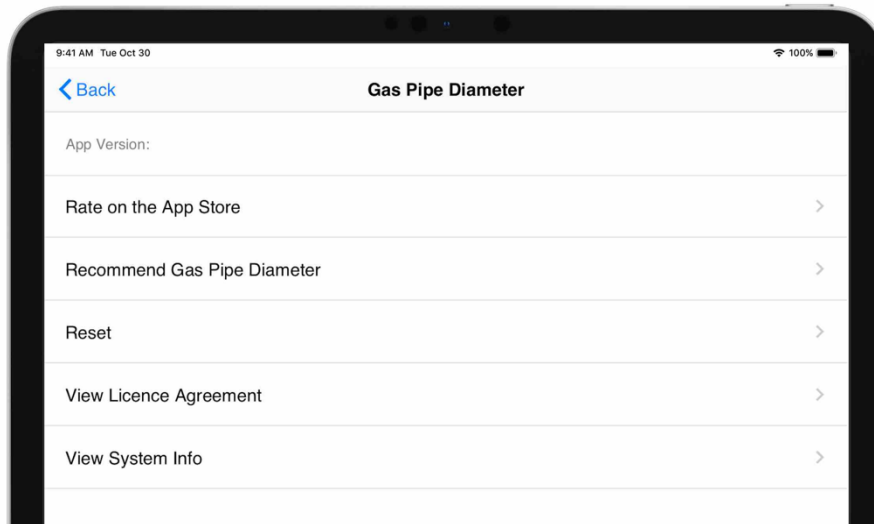 9:41 AM Tue Oct 30
100%
Back
Gas Pipe Diameter
App Version:
Rate on the App Store
Recommend Gas Pipe Diameter
Reset
View Licence Agreement
View System Info